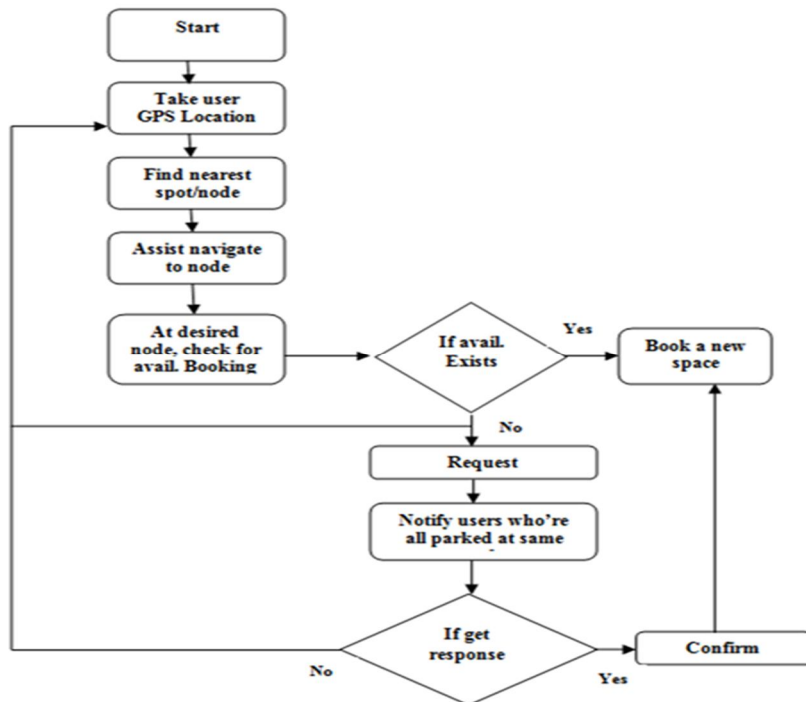 Start
Take user
GPS Location
Find nearest
spot/node
Assist navigate
to node
At desired
node, check for
avail. Booking
If avail.
Exists
Yes
Book a new
space
No
Request
Notify users who're
all parked at same
If get
response
No
Yes
Confirm